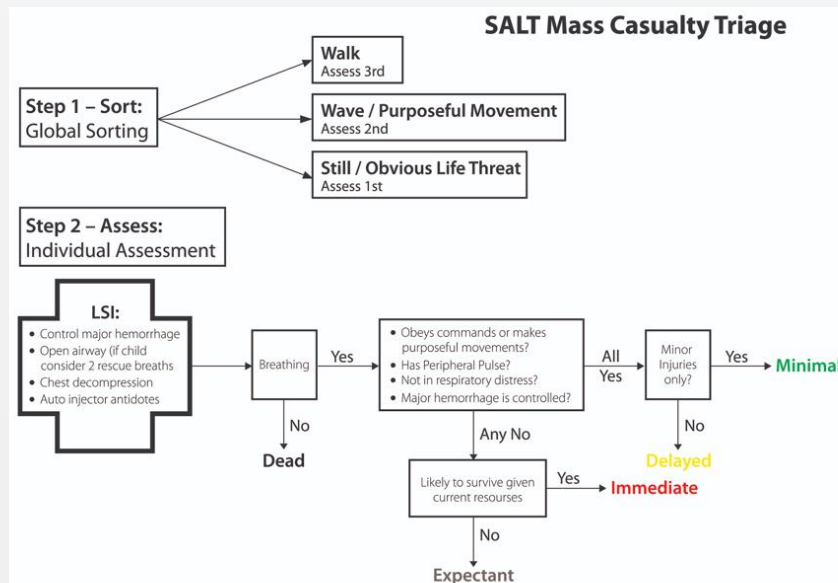 SALT Mass Casualty Triage
Step 1 – Sort:
Global Sorting
Walk
Assess 3rd
Wave / Purposeful Movement
Assess 2nd
Still / Obvious Life Threat
Assess 1st
Step 2 – Assess:
Individual Assessment
LSI:
• Control major hemorrhage
• Open airway (if child
consider 2 rescue breaths
• Chest decompression
• Auto injector antidotes
Breathing
Yes
No
Dead
• Obeys commands or makes
purposeful movements?
• Has Peripheral Pulse?
• Not in respiratory distress?
• Major hemorrhage is controlled?
All
Yes
Minor
Injuries
only?
Yes
Minimal
No
Delayed
Any No
Likely to survive given
current resourses
Yes
Immediate
No
Expectant